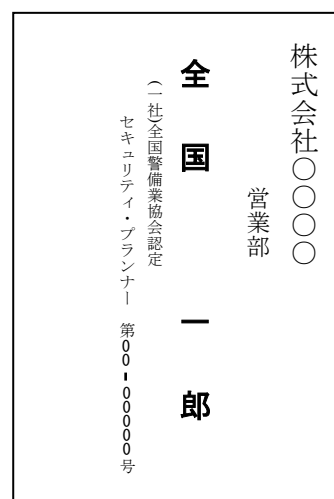 株式会社○○○○
営業部
全国　一郎
(一社)全国警備業協会認定
セキュリティ・プランナー　第00-00000号